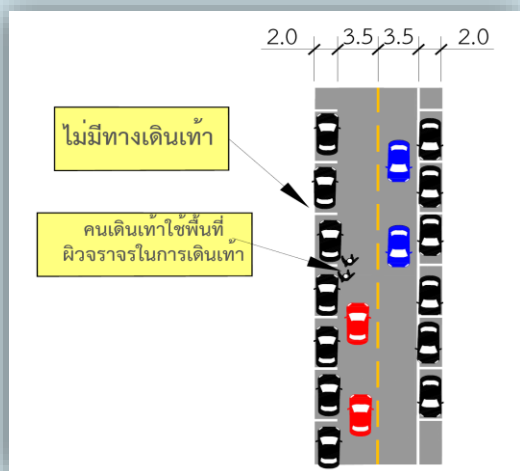 2.0 3.5 3.5 2.0
ไม่มีทางเดินเท้า
คนเดินเท้าใช้พื้นที่
ผิวจราจรในการเดินเท้า